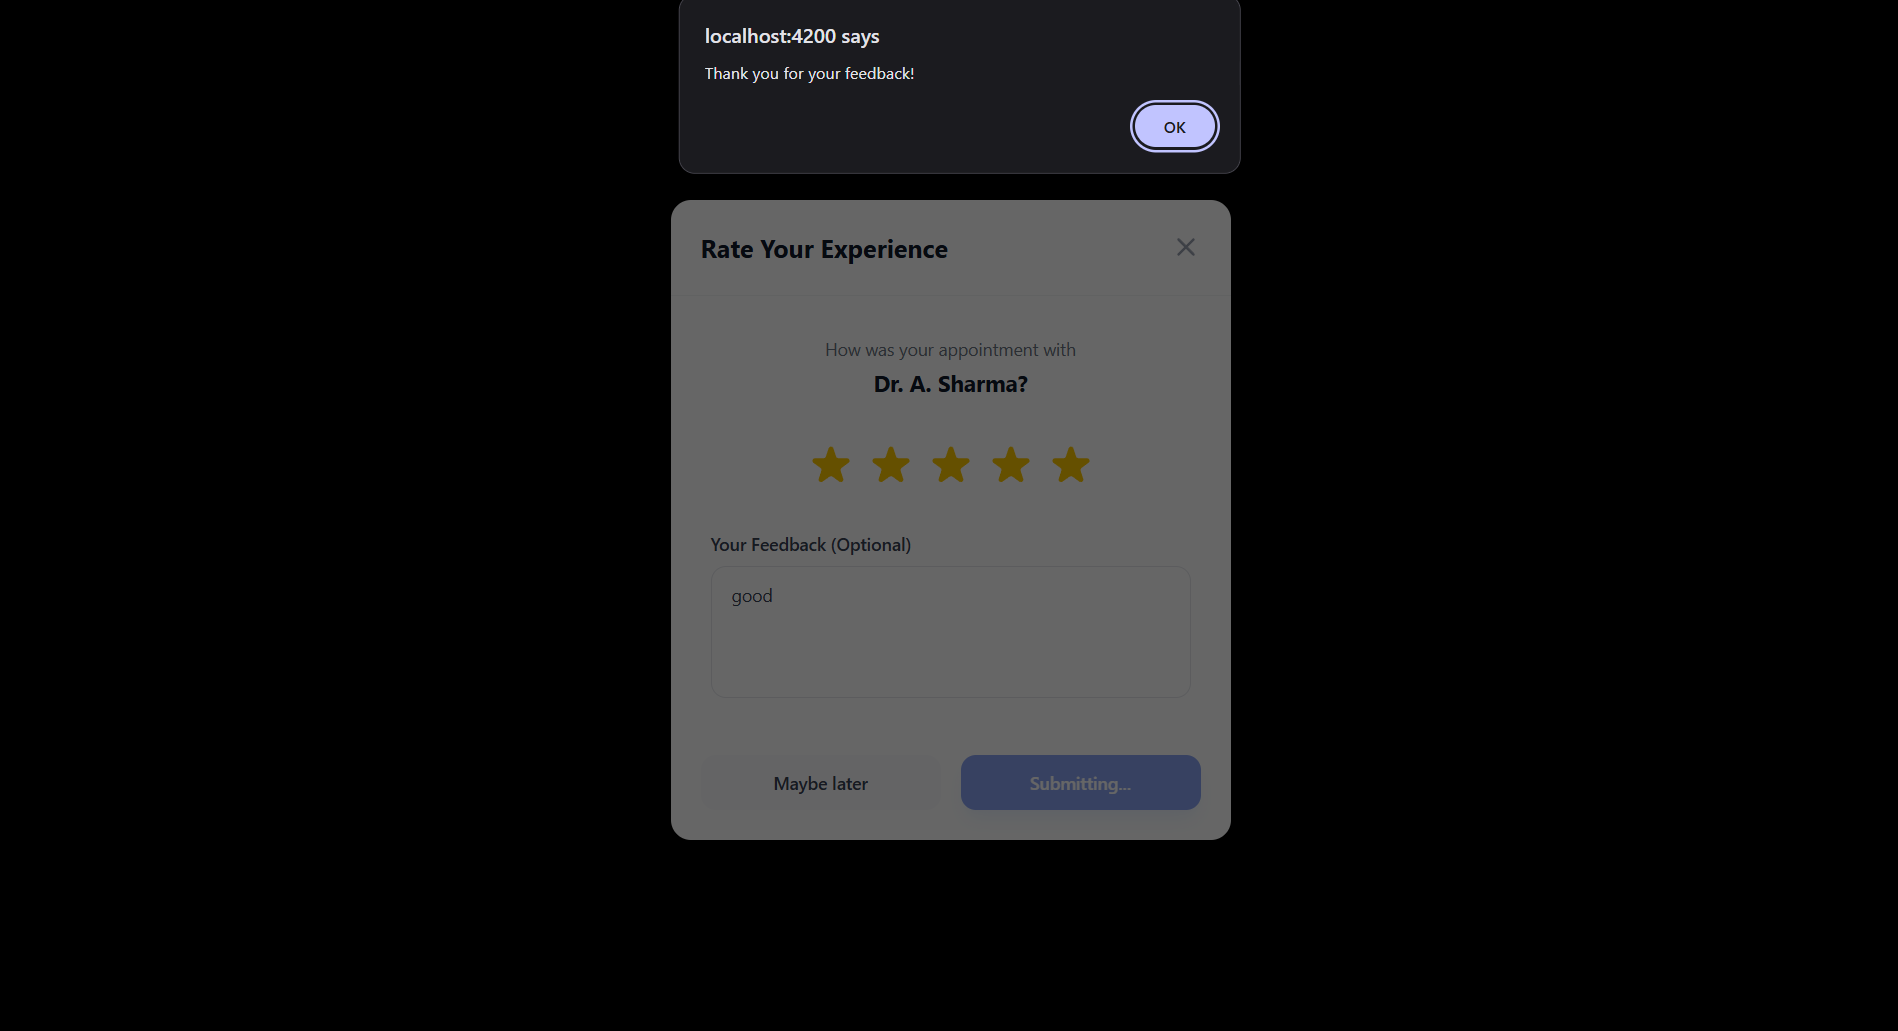 localhost:4200 says
Thank you for your feedback!
OK
Rate Your Experience
How was your appointment with
Dr. A. Sharma?
Your Feedback (Optional)
good
Maybe later
Submitting...